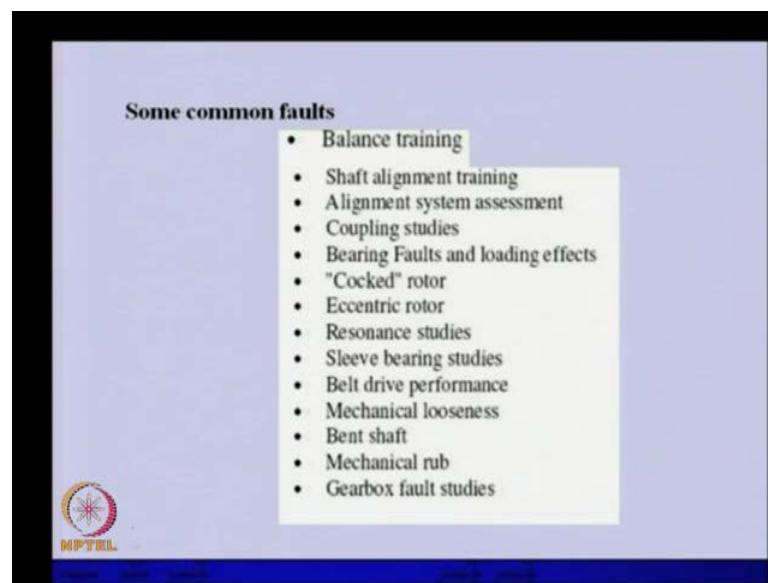 Some common faults
• Balance training
• Shaft alignment training
• Alignment system assessment
• Coupling studies
• Bearing Faults and loading effects
• "Cocked" rotor
• Eccentric rotor
• Resonance studies
• Sleeve bearing studies
• Belt drive performance
• Mechanical looseness
• Bent shaft
• Mechanical rub
• Gearbox fault studies
NPTEL